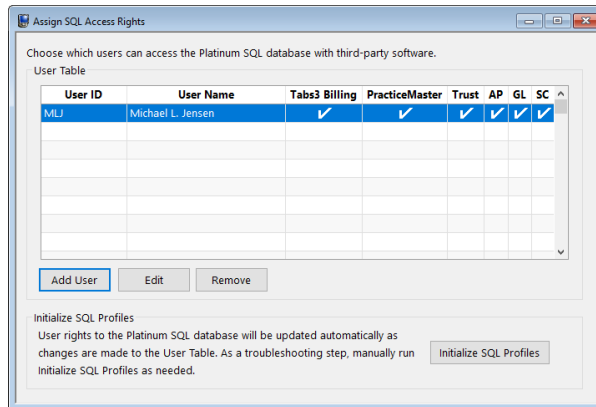 Assign SQL Access Rights
Choose which users can access the Platinum SQL database with third-party software.
User Table
User ID User Name Tabs3 Billing PracticeMaster Trust AP GL SC
MLJ Michael L. Jensen ✓ ✓ ✓ ✓ ✓ ✓
Add User Edit Remove
Initialize SQL Profiles
User rights to the Platinum SQL database will be updated automatically as
changes are made to the User Table. As a troubleshooting step, manually run
Initialize SQL Profiles as needed.
Initialize SQL Profiles